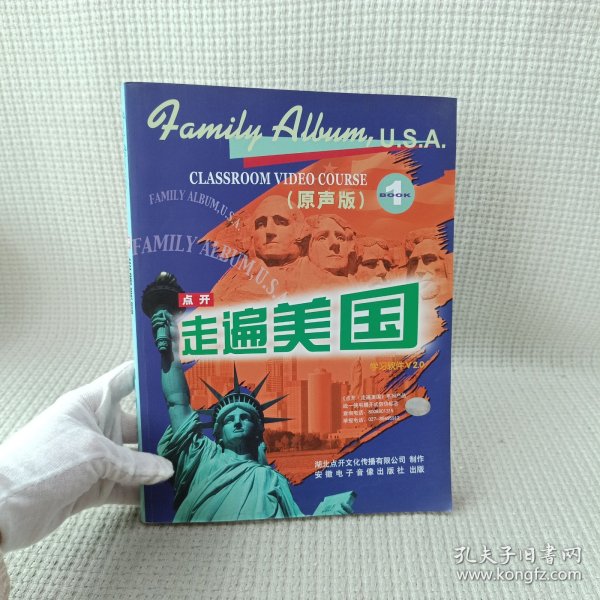 Family Album, U.S.A.
CLASSROOM VIDEO COURSE
（原声版）
1
BOOK
FAMILY ALBUM,U.S.A.
FAMILY ALBUM,U.S.A.
点开
走遍美国
学习软件V2.0
湖北点开文化传播有限公司 制作
安徽电子音像出版社 出版
孔夫子旧书网
www.kongfz.com